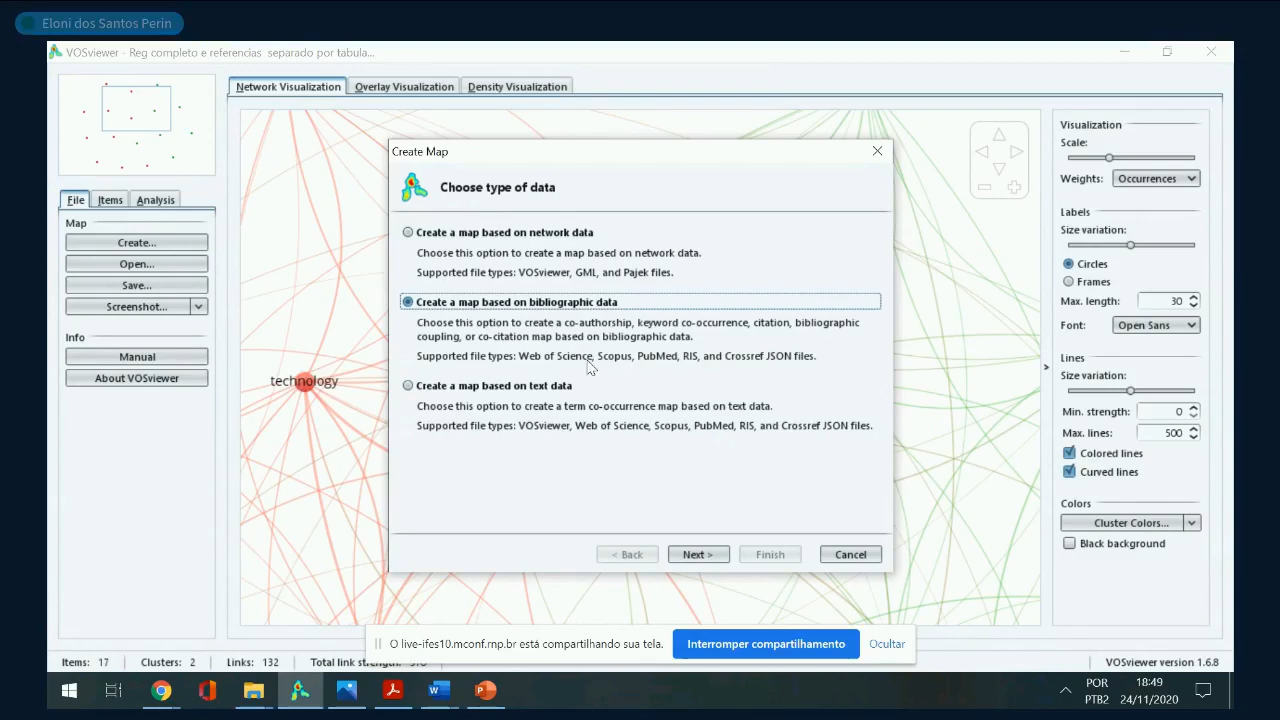 Eloni dos Santos Perin
VOSviewer - Reg completo e referencias separado por tabula...
Network Visualization Overlay Visualization Density Visualization
File Items Analysis
Map
Create...
Open...
Save...
Screenshot...
Info
Manual
About VOSviewer
technology
Create Map
Choose type of data
Create a map based on network data
Choose this option to create a map based on network data.
Supported file types: VOSviewer, GML, and Pajek files.
Create a map based on bibliographic data
Choose this option to create a co-authorship, keyword co-occurrence, citation, bibliographic
coupling, or co-citation map based on bibliographic data.
Supported file types: Web of Science, Scopus, PubMed, RIS, and Crossref JSON files.
Create a map based on text data
Choose this option to create a term co-occurrence map based on text data.
Supported file types: VOSviewer, Web of Science, Scopus, PubMed, RIS, and Crossref JSON files.
< Back Next > Finish Cancel
Visualization
Scale:
Weights: Occurrences
Labels
Size variation:
Circles
Frames
Max. length: 30
Font: Open Sans
Lines
Size variation:
Min. strength: 0
Max. lines: 500
Colored lines
Curved lines
Colors
Cluster Colors...
Black background
O live-ifes10.mconf.rnp.br está compartilhando sua tela. Interromper compartilhamento Ocultar
Items: 17 Clusters: 2 Links: 132 Total link strength:
VOSviewer version 1.6.8
POR
PTB2
18:49
24/11/2020